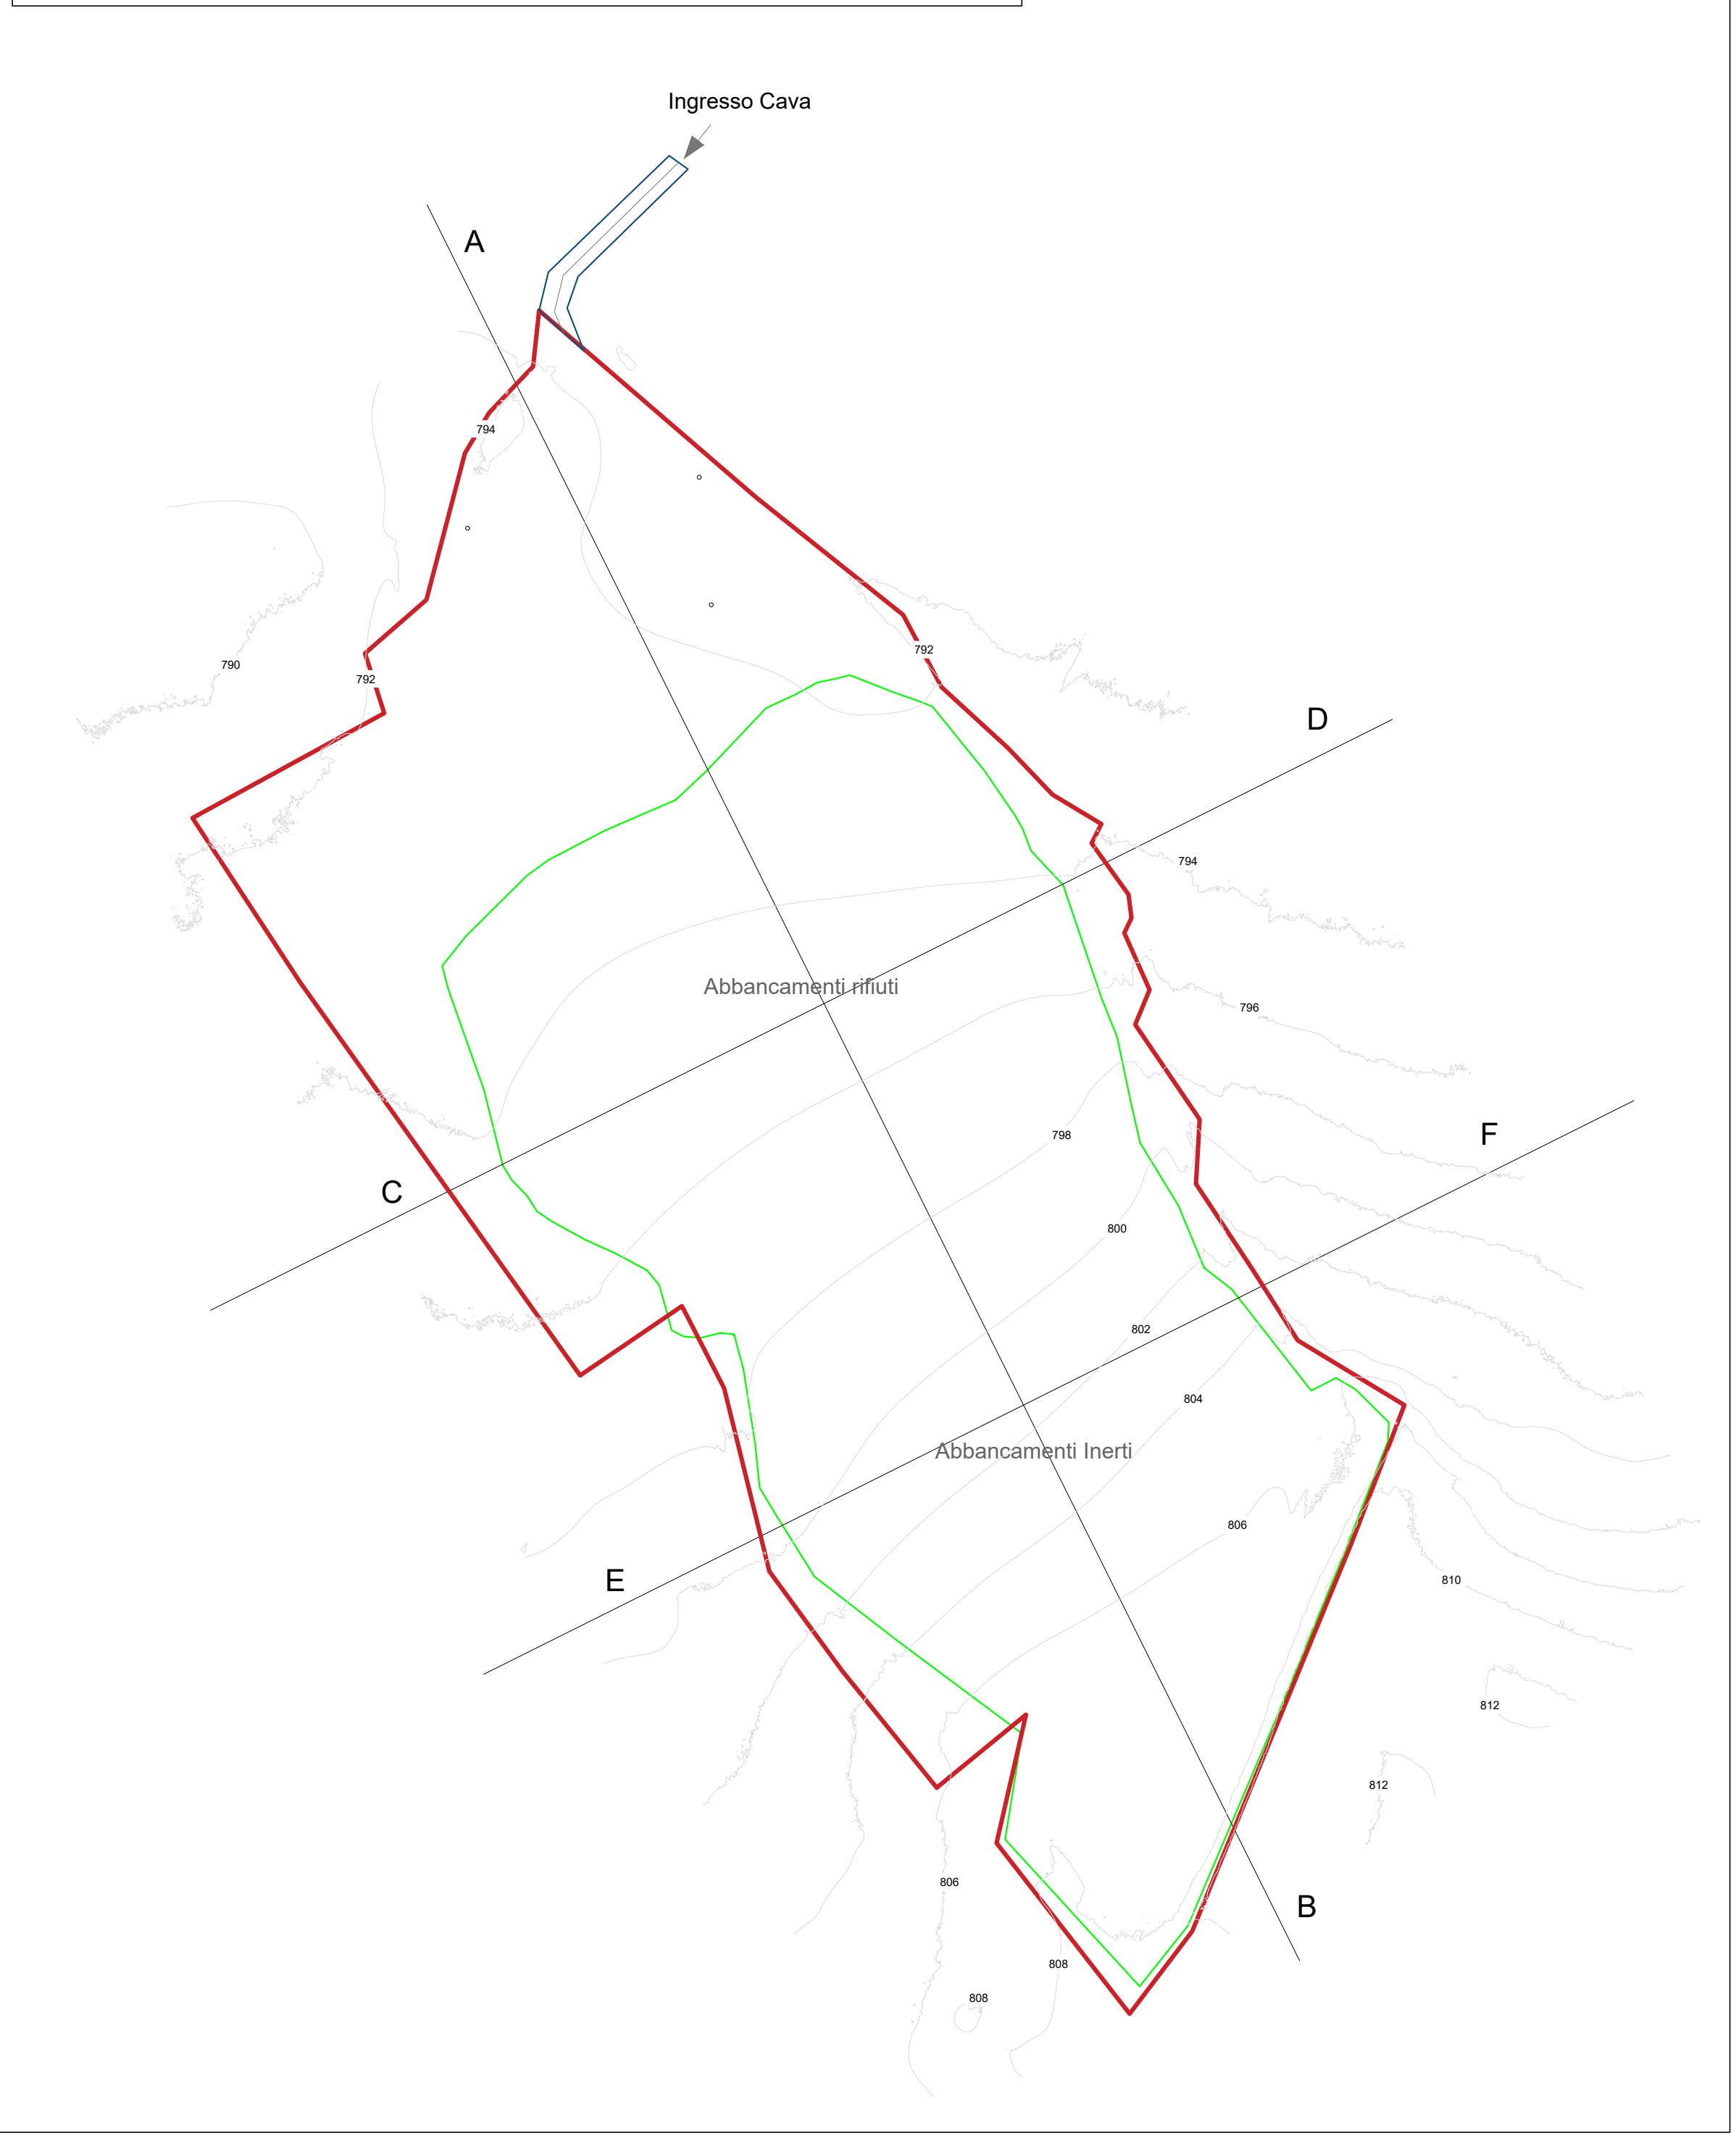 Ingresso Cava
A
794
792
790
792
D
794
Abbancamenti rifiuti
796
798
F
C
800
802
804
Abbancamenti Inerti
806
E
810
812
812
806
B
808
808